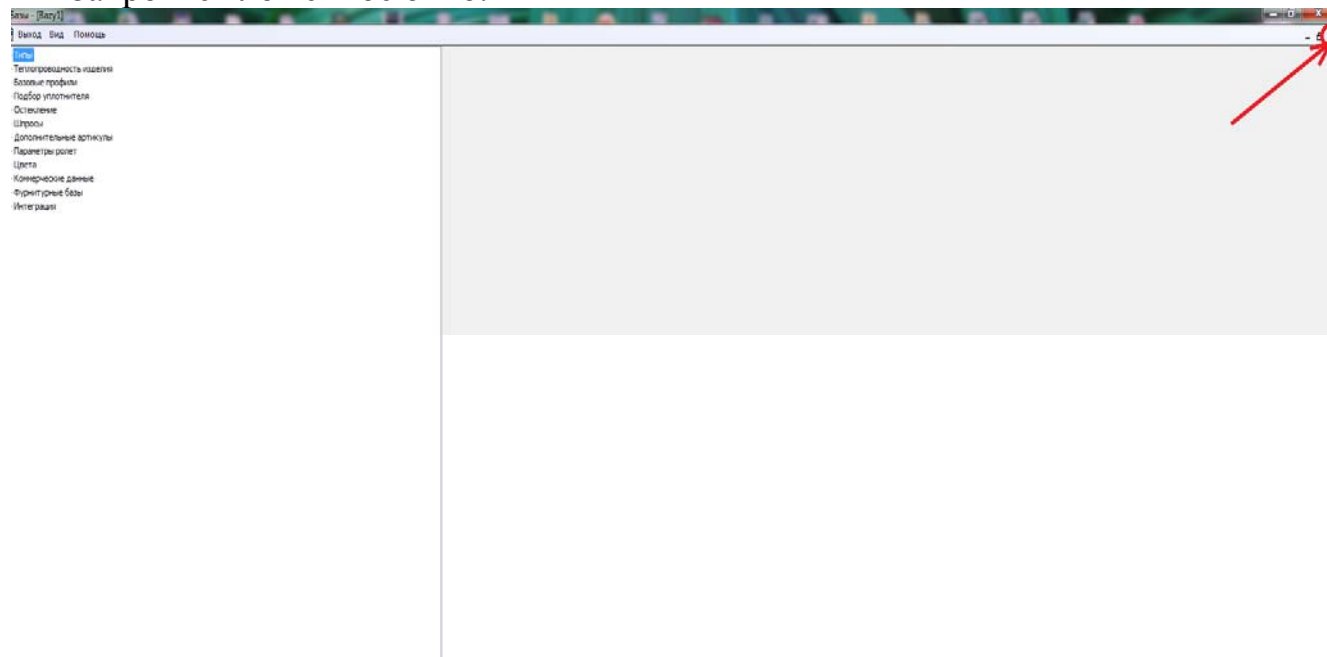 Базы - [Bazy1]
Выход Вид Помощь
Типы
Теплопроводность изделия
Базовые профили
Подбор уплотнителя
Остекление
Шпросы
Дополнительные артикулы
Параметры ролет
Цвета
Коммерческие данные
Фурнитурные базы
Интеграция